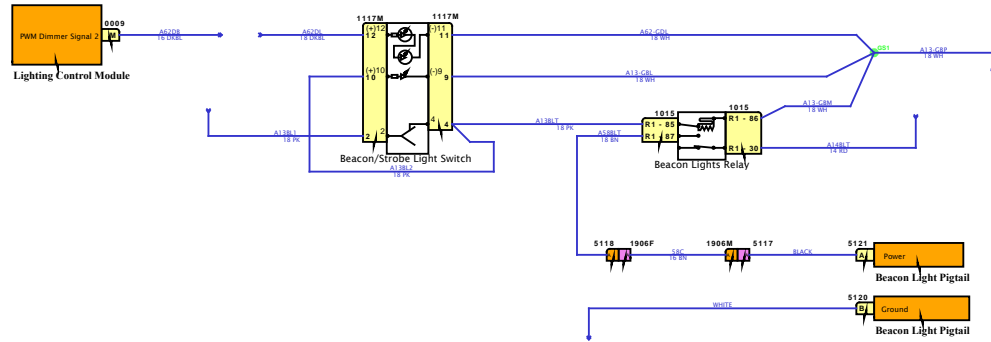 0009
PWM Dimmer Signal 2
M
Lighting Control Module
A62DB
16 DKBL
A62DL
18 DKBL
1117M
1117M
(+)12
12
(-)11
11
(+)10
10
(-)9
9
2
2
4
4
Beacon/Strobe Light Switch
A62-GDL
18 WH
A13-GBL
18 WH
GS1
A13-GBP
18 WH
A13-GBM
18 WH
A13BL1
18 PK
A13BL2
18 PK
A13BLT
18 PK
A58BLT
18 BN
1015
1015
R1 - 85
R1 - 87
R1 - 86
R1 - 30
Beacon Lights Relay
A14BLT
14 RD
5118
1906F
58C
16 BN
1906M
5117
BLACK
5121
A
Power
Beacon Light Pigtail
WHITE
5120
B
Ground
Beacon Light Pigtail